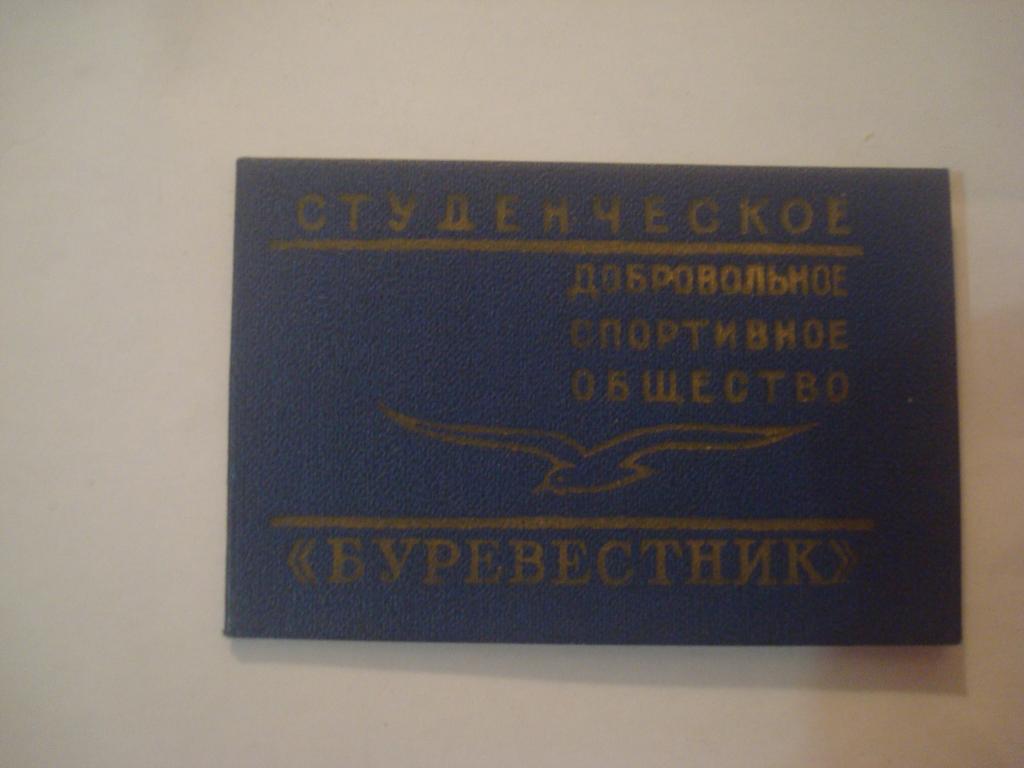 СТУДЕНЧЕСКОЕ
ДОБРОВОЛЬНОЕ
СПОРТИВНОЕ
ОБЩЕСТВО
«БУРЕВЕСТНИК»